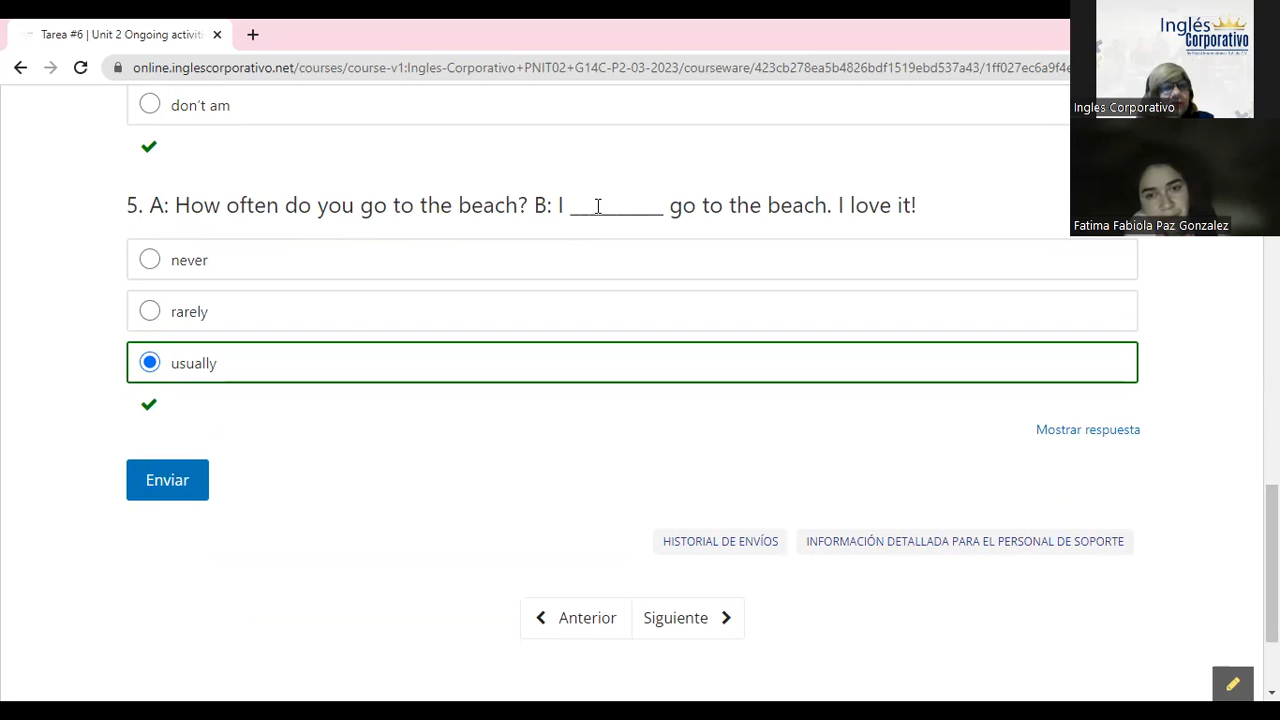 Tarea #6 | Unit 2 Ongoing activiti
online.inglescorporativo.net/courses/course-v1:Ingles-Corporativo+PNIT02+G14C-P2-03-2023/courseware/423cb278ea5b4826bdf1519ebd537a43/1ff027ec6a9f4e
Inglés
Corporativo
Ingles Corporativo
Fatima Fabiola Paz Gonzalez
don't am
5. A: How often do you go to the beach? B: I _________ go to the beach. I love it!
never
rarely
usually
Mostrar respuesta
Enviar
HISTORIAL DE ENVÍOS
INFORMACIÓN DETALLADA PARA EL PERSONAL DE SOPORTE
Anterior
Siguiente